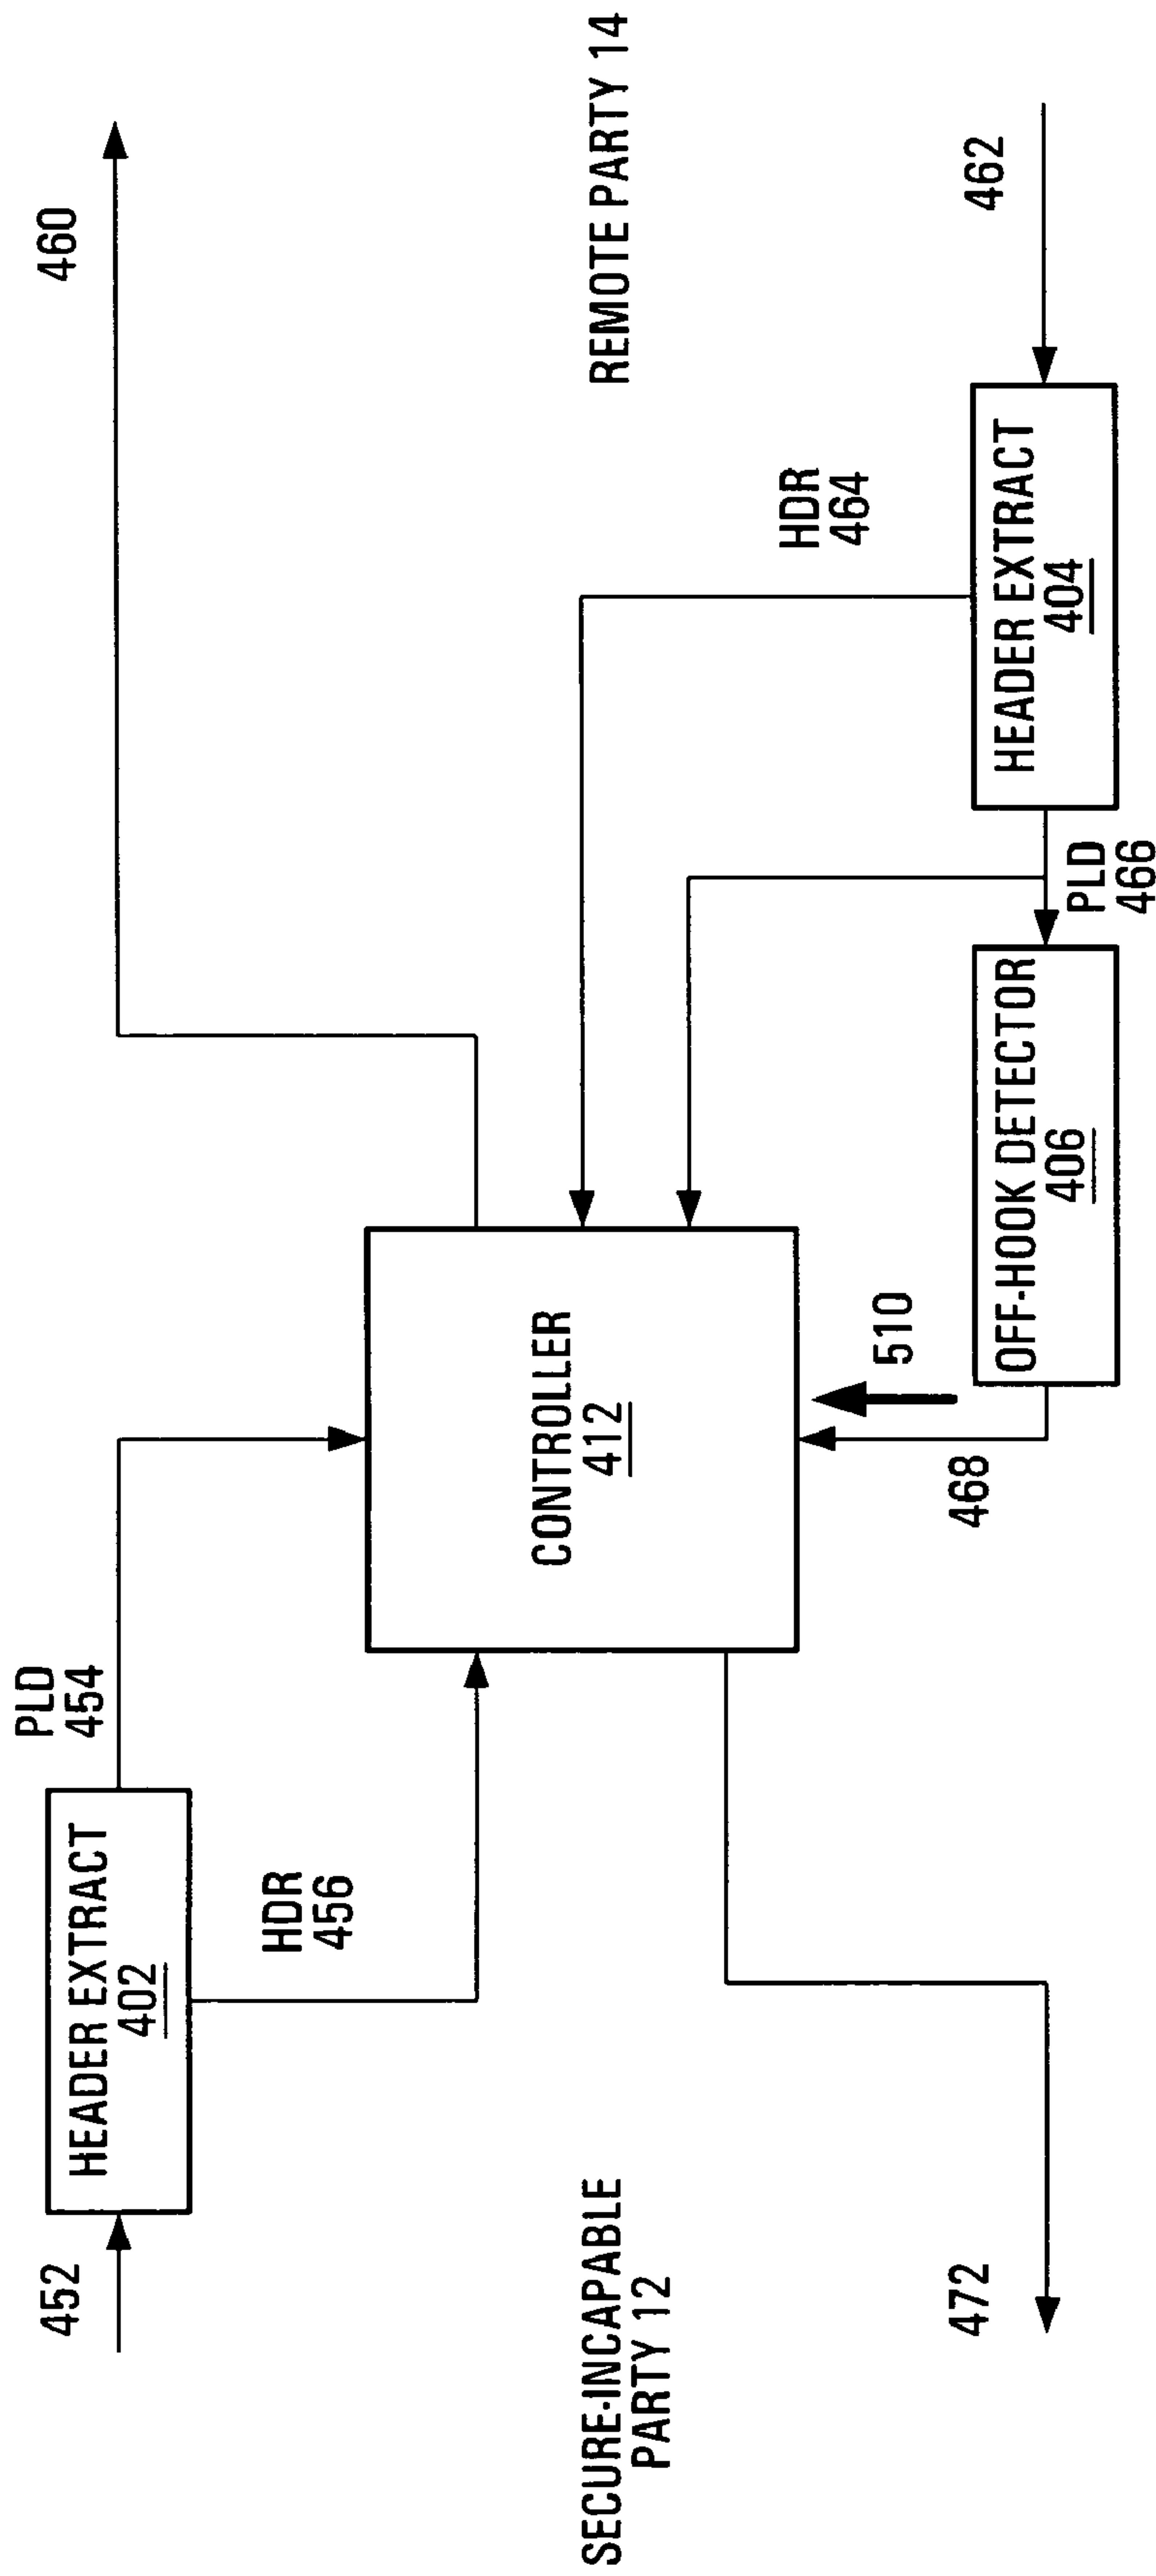 452
HEADER EXTRACT
402
PLD
454
460
HDR
456
SECURE-INCAPABLE
PARTY 12
CONTROLLER
412
REMOTE PARTY 14
HDR
464
510
472
468
OFF-HOOK DETECTOR
406
PLD
466
HEADER EXTRACT
404
462